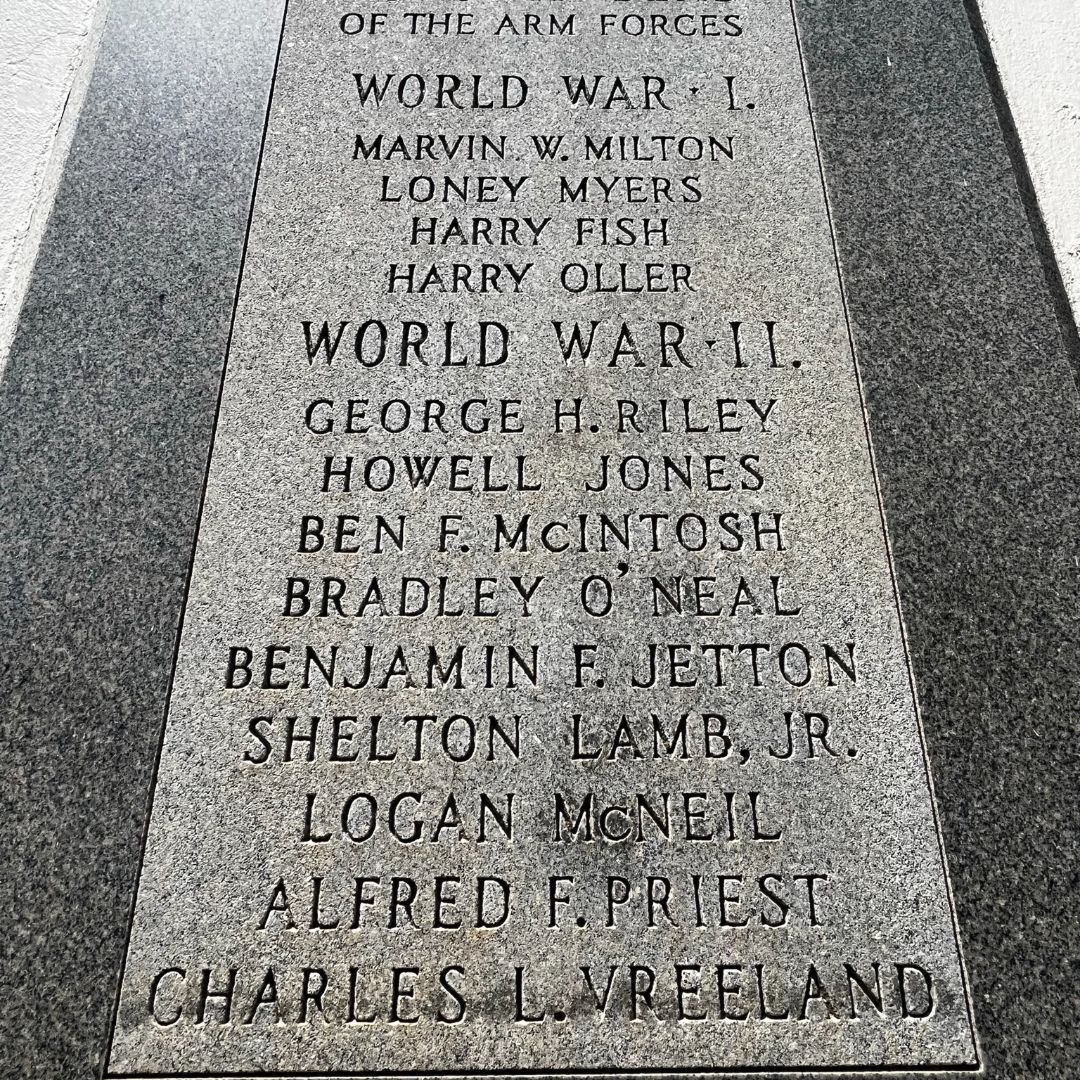 OF THE ARM FORCES
WORLD WAR · I.
MARVIN. W. MILTON
LONEY MYERS
HARRY FISH
HARRY OLLER
WORLD WAR · II.
GEORGE H. RILEY
HOWELL JONES
BEN F. McINTOSH
BRADLEY O'NEAL
BENJAMIN F. JETTON
SHELTON LAMB, JR.
LOGAN McNEIL
ALFRED F. PRIEST
CHARLES L. VREELAND